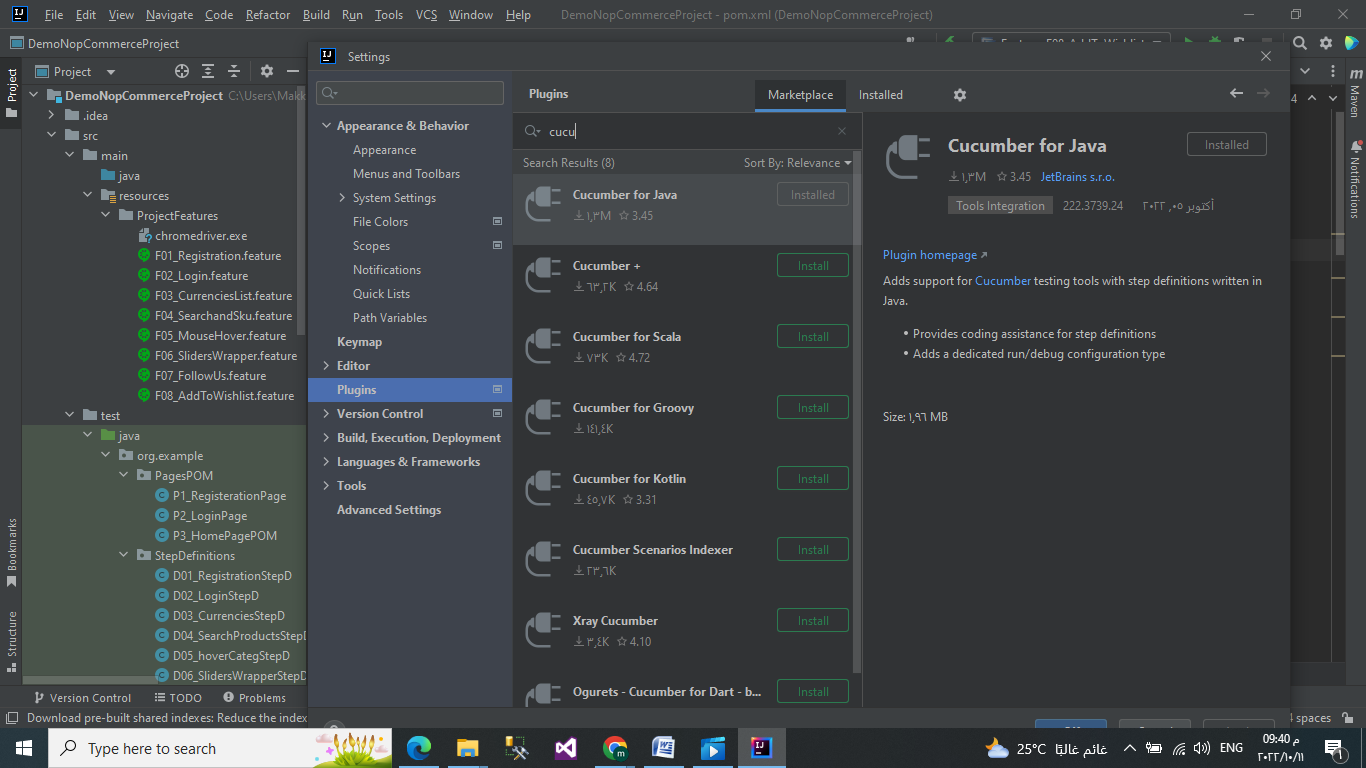 File Edit View Navigate Code Refactor Build Run Tools VCS Window Help DemoNopCommerceProject - pom.xml (DemoNopCommerceProject)
DemoNopCommerceProject
Settings
Project
DemoNopCommerceProject C:\Users\Makk
.idea
src
main
java
resources
ProjectFeatures
chromedriver.exe
F01_Registration.feature
F02_Login.feature
F03_CurrenciesList.feature
F04_SearchandSku.feature
F05_MouseHover.feature
F06_SlidersWrapper.feature
F07_FollowUs.feature
F08_AddToWishlist.feature
test
java
org.example
PagesPOM
P1_RegisterationPage
P2_LoginPage
P3_HomePagePOM
StepDefinitions
D01_RegistrationStepD
D02_LoginStepD
D03_CurrenciesStepD
D04_SearchProductsStepD
D05_hoverCategStepD
D06_SlidersWrapperStepD
Project
Bookmarks
Structure
Appearance & Behavior
Appearance
Menus and Toolbars
System Settings
File Colors
Scopes
Notifications
Quick Lists
Path Variables
Keymap
Editor
Plugins
Version Control
Build, Execution, Deployment
Languages & Frameworks
Tools
Advanced Settings
Plugins Marketplace Installed
cucu
Search Results (8) Sort By: Relevance
Cucumber for Java Installed
١٫٣M 3.45
Cucumber + Install
٦٣٫٢K 4.64
Cucumber for Scala Install
٧٣K 4.72
Cucumber for Groovy Install
١٤١٫٤K
Cucumber for Kotlin Install
٤٥٫٧K 3.31
Cucumber Scenarios Indexer Install
٢٣٫٦K
Xray Cucumber Install
٣٫٤K 4.10
Ogurets - Cucumber for Dart - b... Install
Cucumber for Java Installed
١٫٣M 3.45 JetBrains s.r.o.
Tools Integration 222.3739.24 أكتوبر ٠٥, ٢٠٢٢
Plugin homepage
Adds support for Cucumber testing tools with step definitions written in
Java.
• Provides coding assistance for step definitions
• Adds a dedicated run/debug configuration type
Size: ١٫٩٦ MB
4
Maven
Notifications
Version Control TODO Problems
Download pre-built shared indexes: Reduce the index
4 spaces
Type here to search
25°C غائم غالبًا ENG
09:40 م
٢٠٢٢/١٠/١١
1